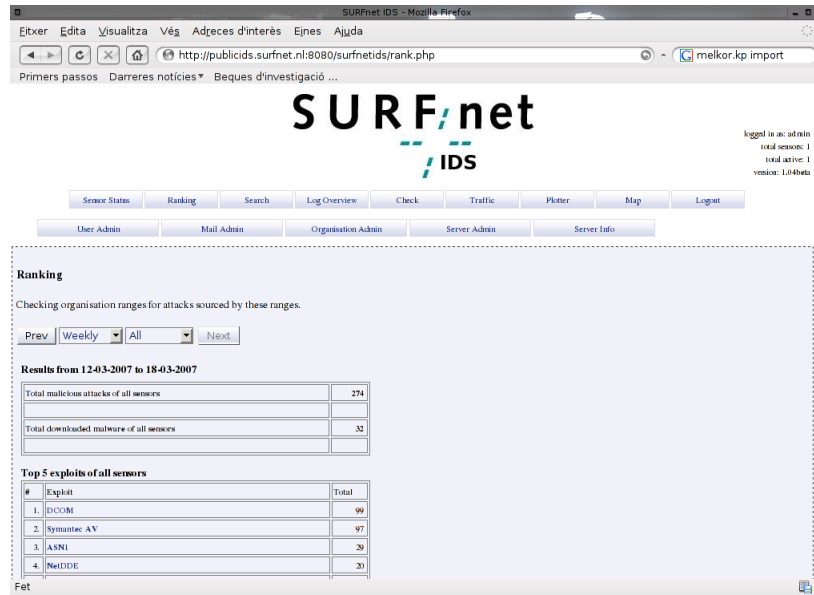 SURFnet IDS - Mozilla Firefox
Eitxer Edita Visualitza Vés Adreces d'interès Eines Ajuda
http://publicids.surfnet.nl:8080/surfnetids/rank.php
melkor.kp import
Primers passos Darreres notícies Beques d'investigació ...
SURFnet
IDS
logged in as: admin
total sensors: 1
total active: 1
version: 1.04beta
Sensor Status Ranking Search Log Overview Check Traffic Plotter Map Logout
User Admin Mail Admin Organisation Admin Server Admin Server Info
Ranking
Checking organisation ranges for attacks sourced by these ranges.
Prev Weekly All Next
Results from 12-03-2007 to 18-03-2007
Total malicious attacks of all sensors 274
Total downloaded malware of all sensors 32
Top 5 exploits of all sensors
# Exploit Total
1. DCOM 99
2. Symantec AV 97
3. ASN1 29
4. NetDDE 20
Fet